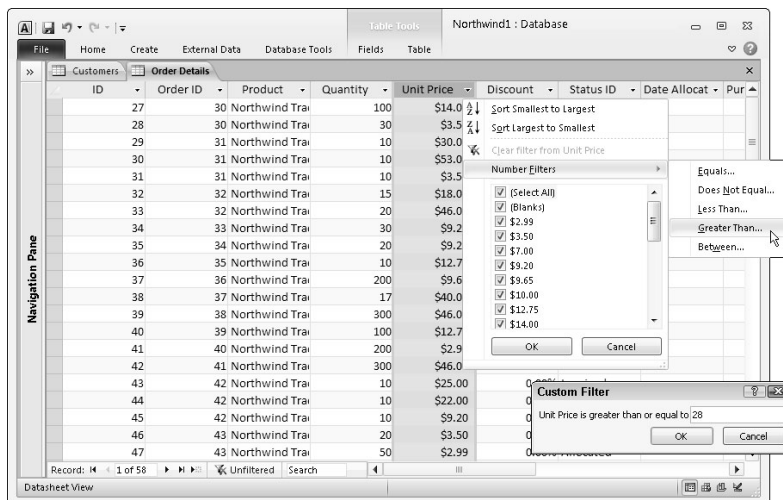 Table Tools
Northwind1 : Database
File Home Create External Data Database Tools Fields Table
Customers Order Details
ID Order ID Product Quantity Unit Price Discount Status ID Date Allocat Pur
27 30 Northwind Tra 100 $14.0
28 30 Northwind Tra 30 $3.5
29 31 Northwind Tra 10 $30.0
30 31 Northwind Tra 10 $53.0
31 31 Northwind Tra 10 $3.5
32 32 Northwind Tra 15 $18.0
33 32 Northwind Tra 20 $46.0
34 33 Northwind Tra 30 $9.2
35 34 Northwind Tra 20 $9.2
36 35 Northwind Tra 10 $12.7
37 36 Northwind Tra 200 $9.6
38 37 Northwind Tra 17 $40.0
39 38 Northwind Tra 300 $46.0
40 39 Northwind Tra 100 $12.7
41 40 Northwind Tra 200 $2.9
42 41 Northwind Tra 300 $46.0
43 42 Northwind Tra 10 $25.00
44 42 Northwind Tra 10 $22.00
45 42 Northwind Tra 10 $9.20
46 43 Northwind Tra 20 $3.50
47 43 Northwind Tra 50 $2.99
Navigation Pane
Sort Smallest to Largest
Sort Largest to Smallest
Clear filter from Unit Price
Number Filters
(Select All)
(Blanks)
$2.99
$3.50
$7.00
$9.20
$9.65
$10.00
$12.75
$14.00
OK Cancel
Equals...
Does Not Equal...
Less Than...
Greater Than...
Between...
Custom Filter
Unit Price is greater than or equal to 28
OK Cancel
Record: 1 of 58 Unfiltered Search
Datasheet View